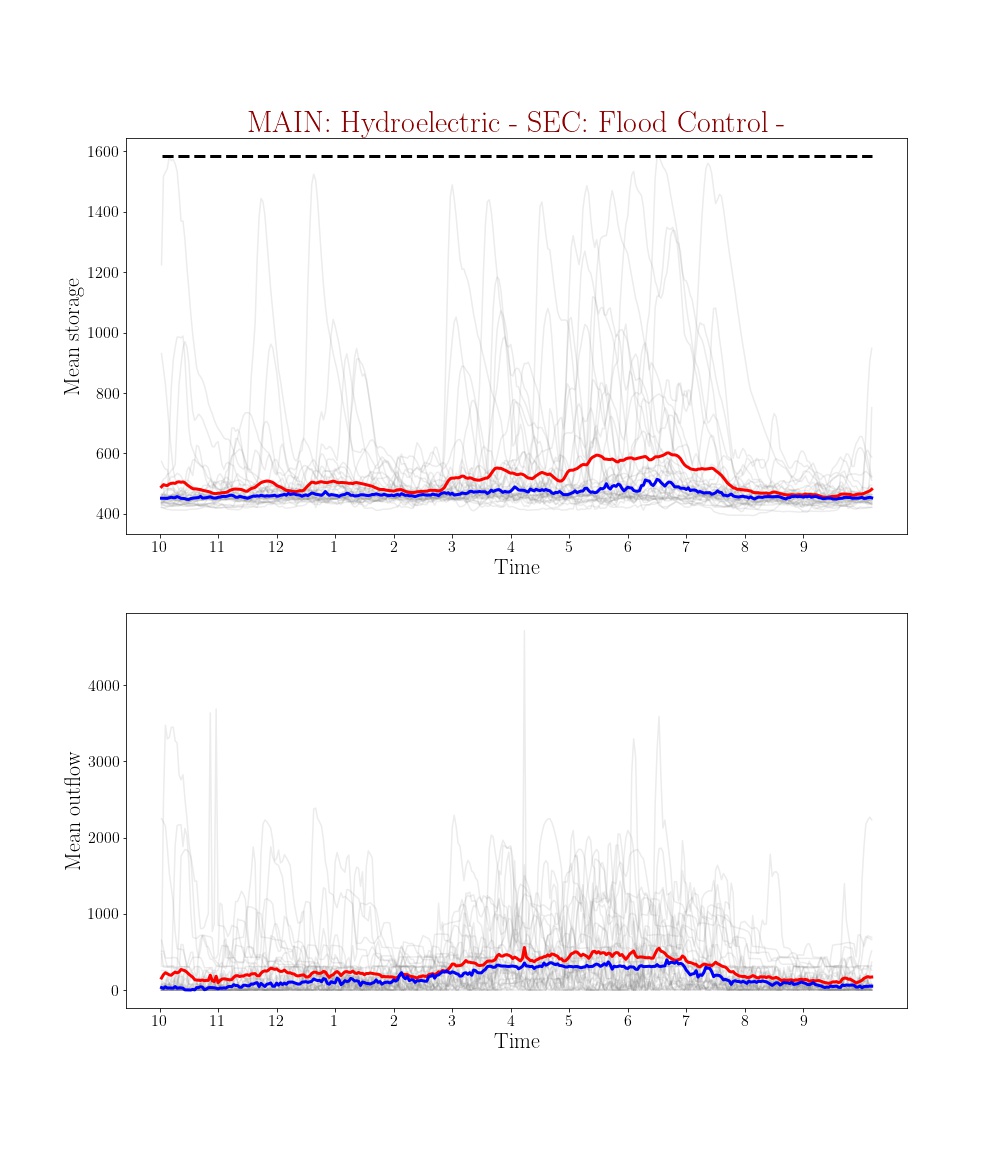 MAIN: Hydroelectric - SEC: Flood Control -
Mean storage
1600
1400
1200
1000
800
600
400
10 11 12 1 2 3 4 5 6 7 8 9
Time
Mean outflow
4000
3000
2000
1000
0
10 11 12 1 2 3 4 5 6 7 8 9
Time